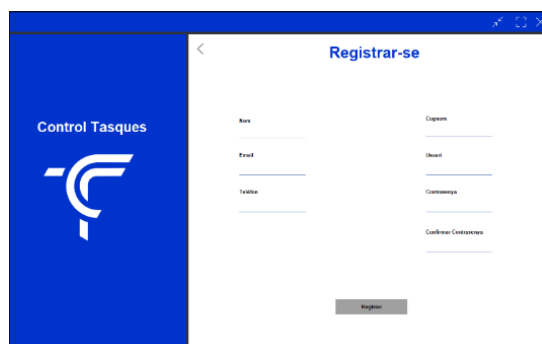 Registrar-se
Control Tasques
Nom
Cognom
Email
Usuari
Telèfon
Contrasenya
Confirmar Contrasenya
Registrar